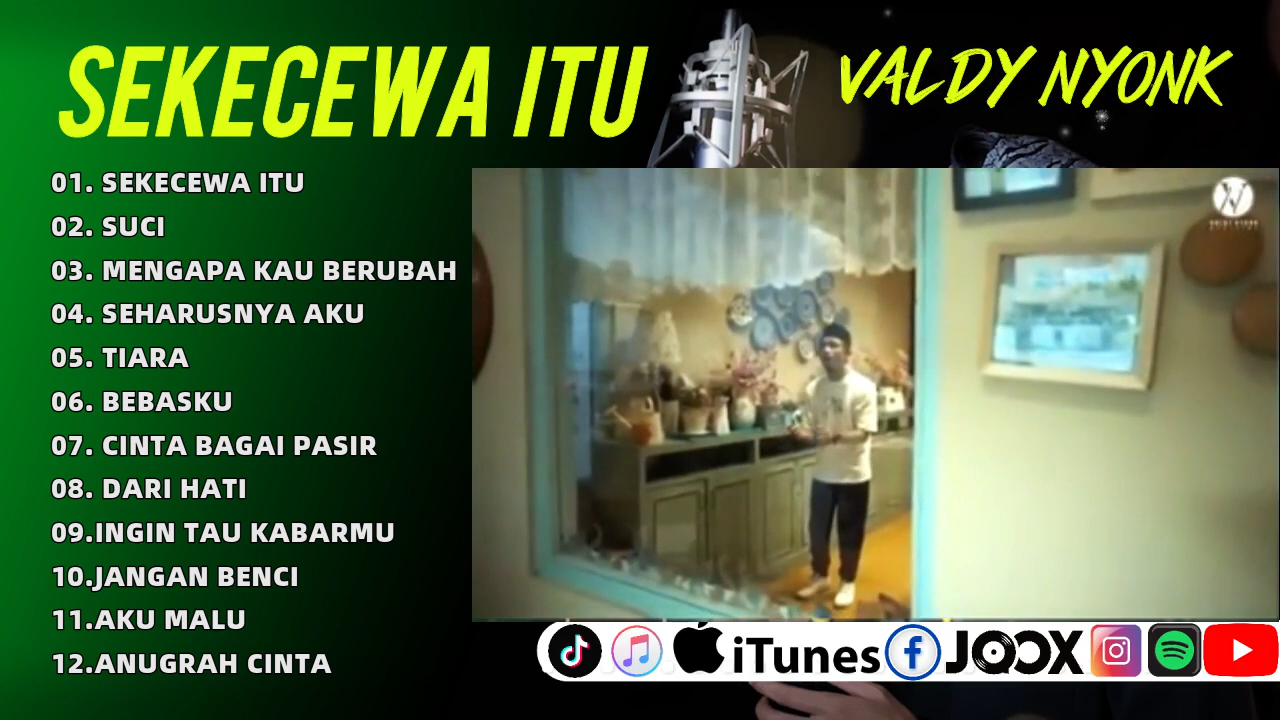 SEKECEWA ITU
VALDY NYONK
01. SEKECEWA ITU
02. SUCI
03. MENGAPA KAU BERUBAH
04. SEHARUSNYA AKU
05. TIARA
06. BEBASKU
07. CINTA BAGAI PASIR
08. DARI HATI
09.INGIN TAU KABARMU
10.JANGAN BENCI
11.AKU MALU
12.ANUGRAH CINTA
iTunes
JOOX